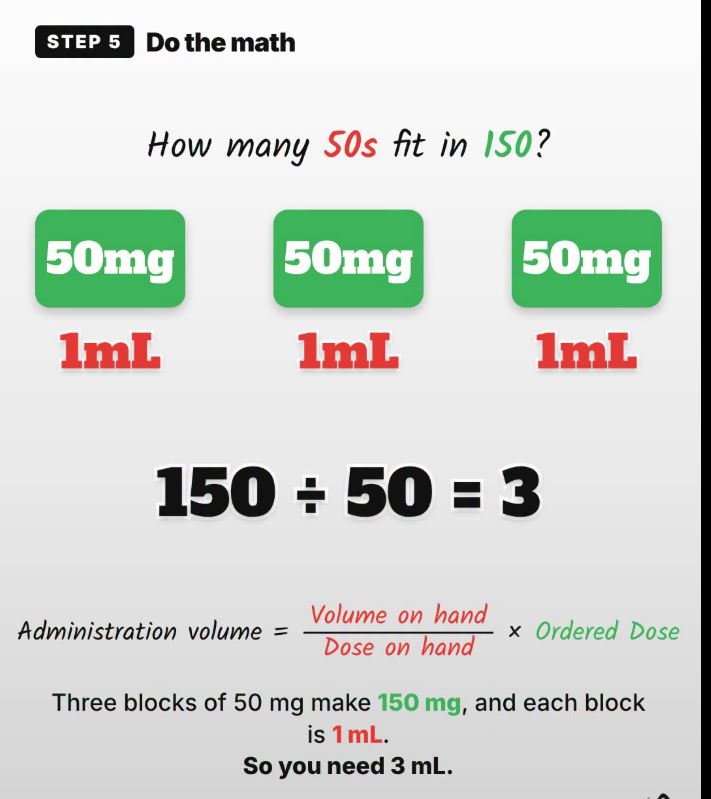 STEP 5 Do the math
How many 50s fit in 150?
50mg 50mg 50mg
1mL 1mL 1mL
150 ÷ 50 = 3
Administration volume = Volume on hand / Dose on hand × Ordered Dose
Three blocks of 50 mg make 150 mg, and each block
is 1 mL.
So you need 3 mL.